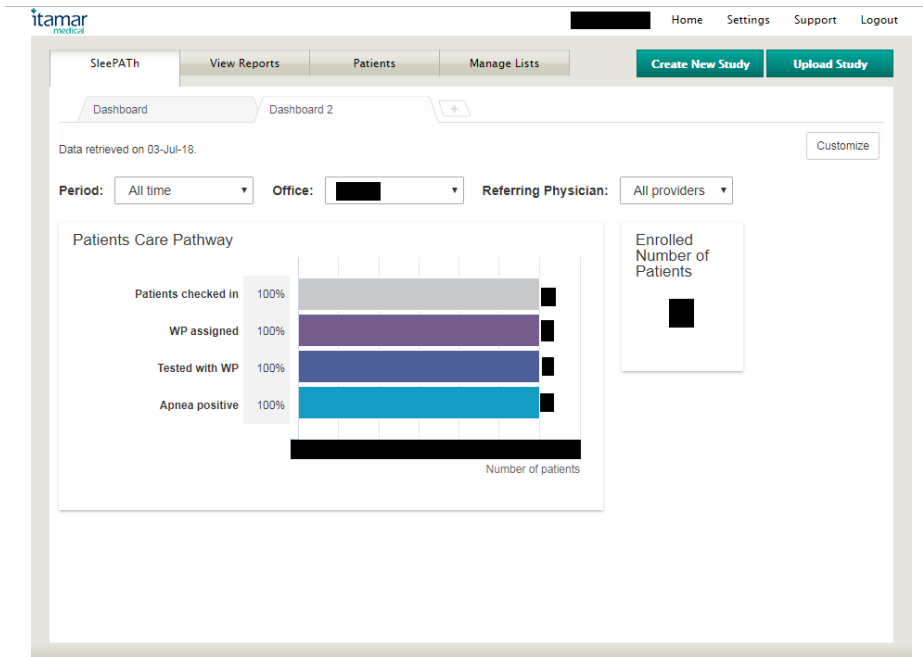 itamar
medical
Home Settings Support Logout
SleePATh View Reports Patients Manage Lists Create New Study Upload Study
Dashboard Dashboard 2 +
Data retrieved on 03-Jul-18.
Customize
Period: All time Office: Referring Physician: All providers
Patients Care Pathway
Patients checked in 100%
WP assigned 100%
Tested with WP 100%
Apnea positive 100%
Number of patients
Enrolled
Number of
Patients